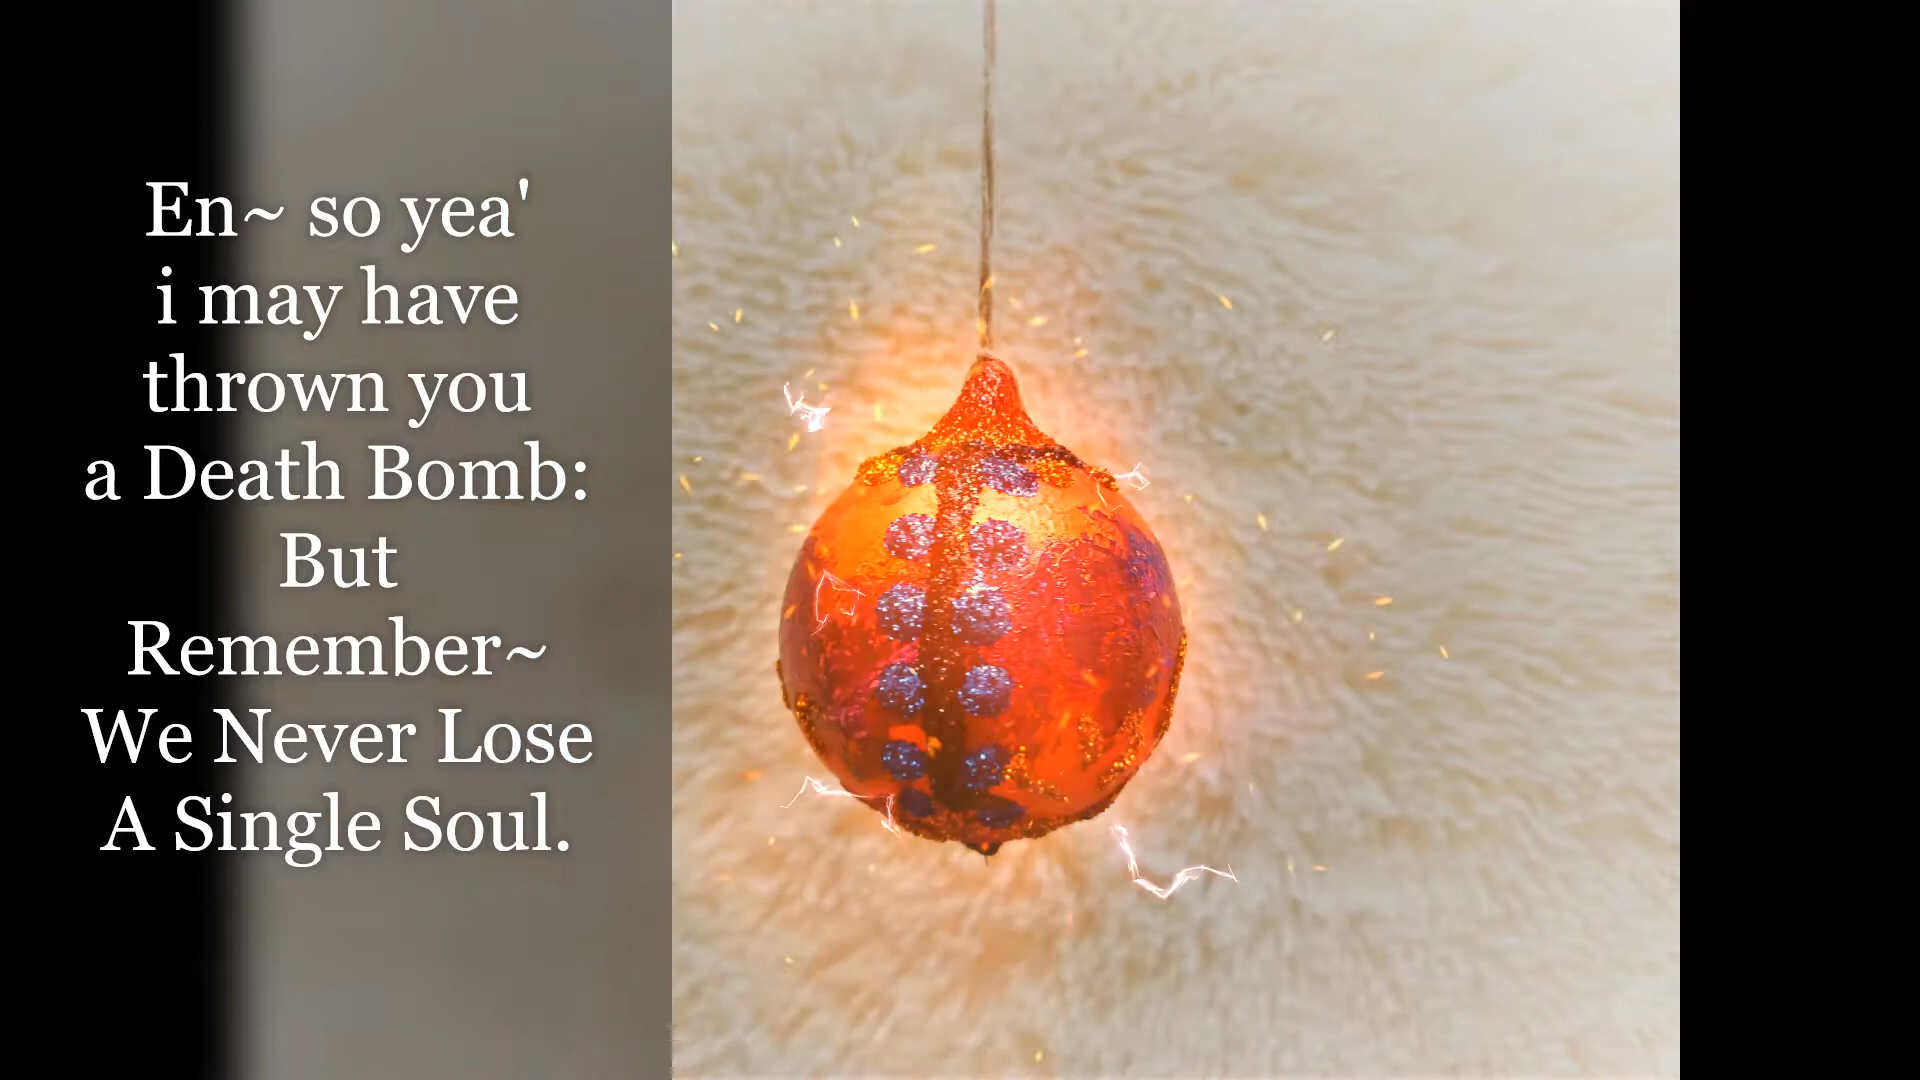 En~ so yea'
i may have
thrown you
a Death Bomb:
But
Remember~
We Never Lose
A Single Soul.